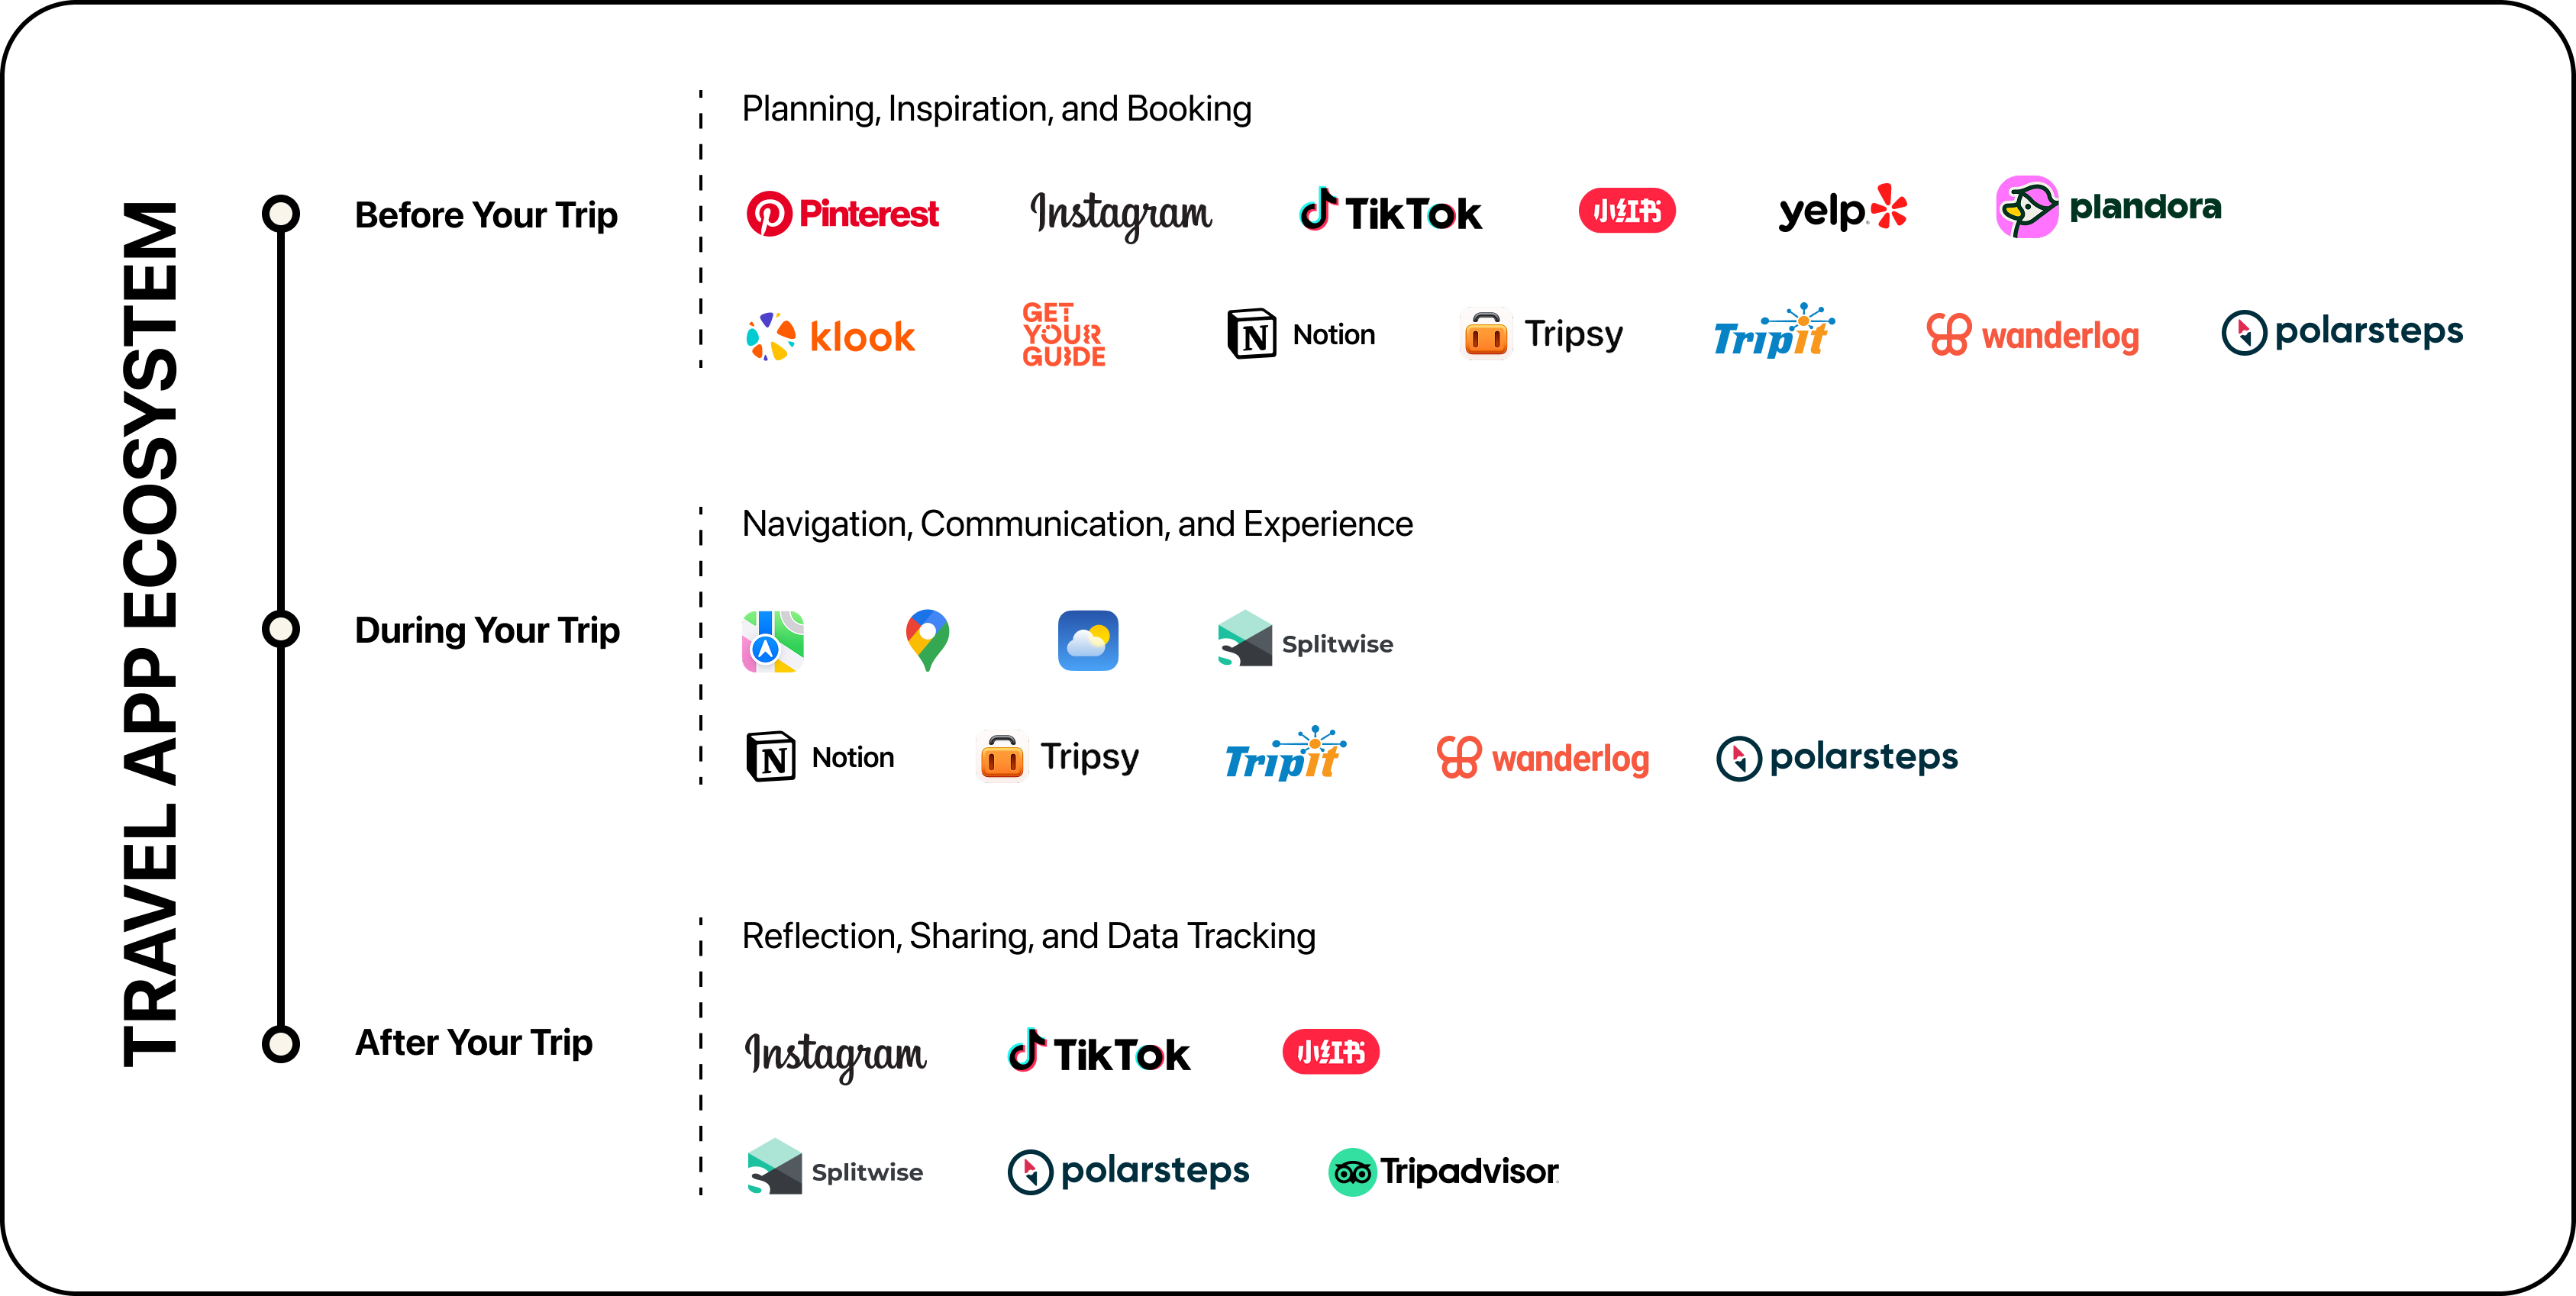 TRAVEL APP ECOSYSTEM
Before Your Trip
Planning, Inspiration, and Booking
Pinterest Instagram TikTok 小红书 yelp plandora
klook GET YOUR GUIDE Notion Tripsy TripIt wanderlog polarsteps
During Your Trip
Navigation, Communication, and Experience
Splitwise
Notion Tripsy TripIt wanderlog polarsteps
After Your Trip
Reflection, Sharing, and Data Tracking
Instagram TikTok 小红书
Splitwise polarsteps Tripadvisor